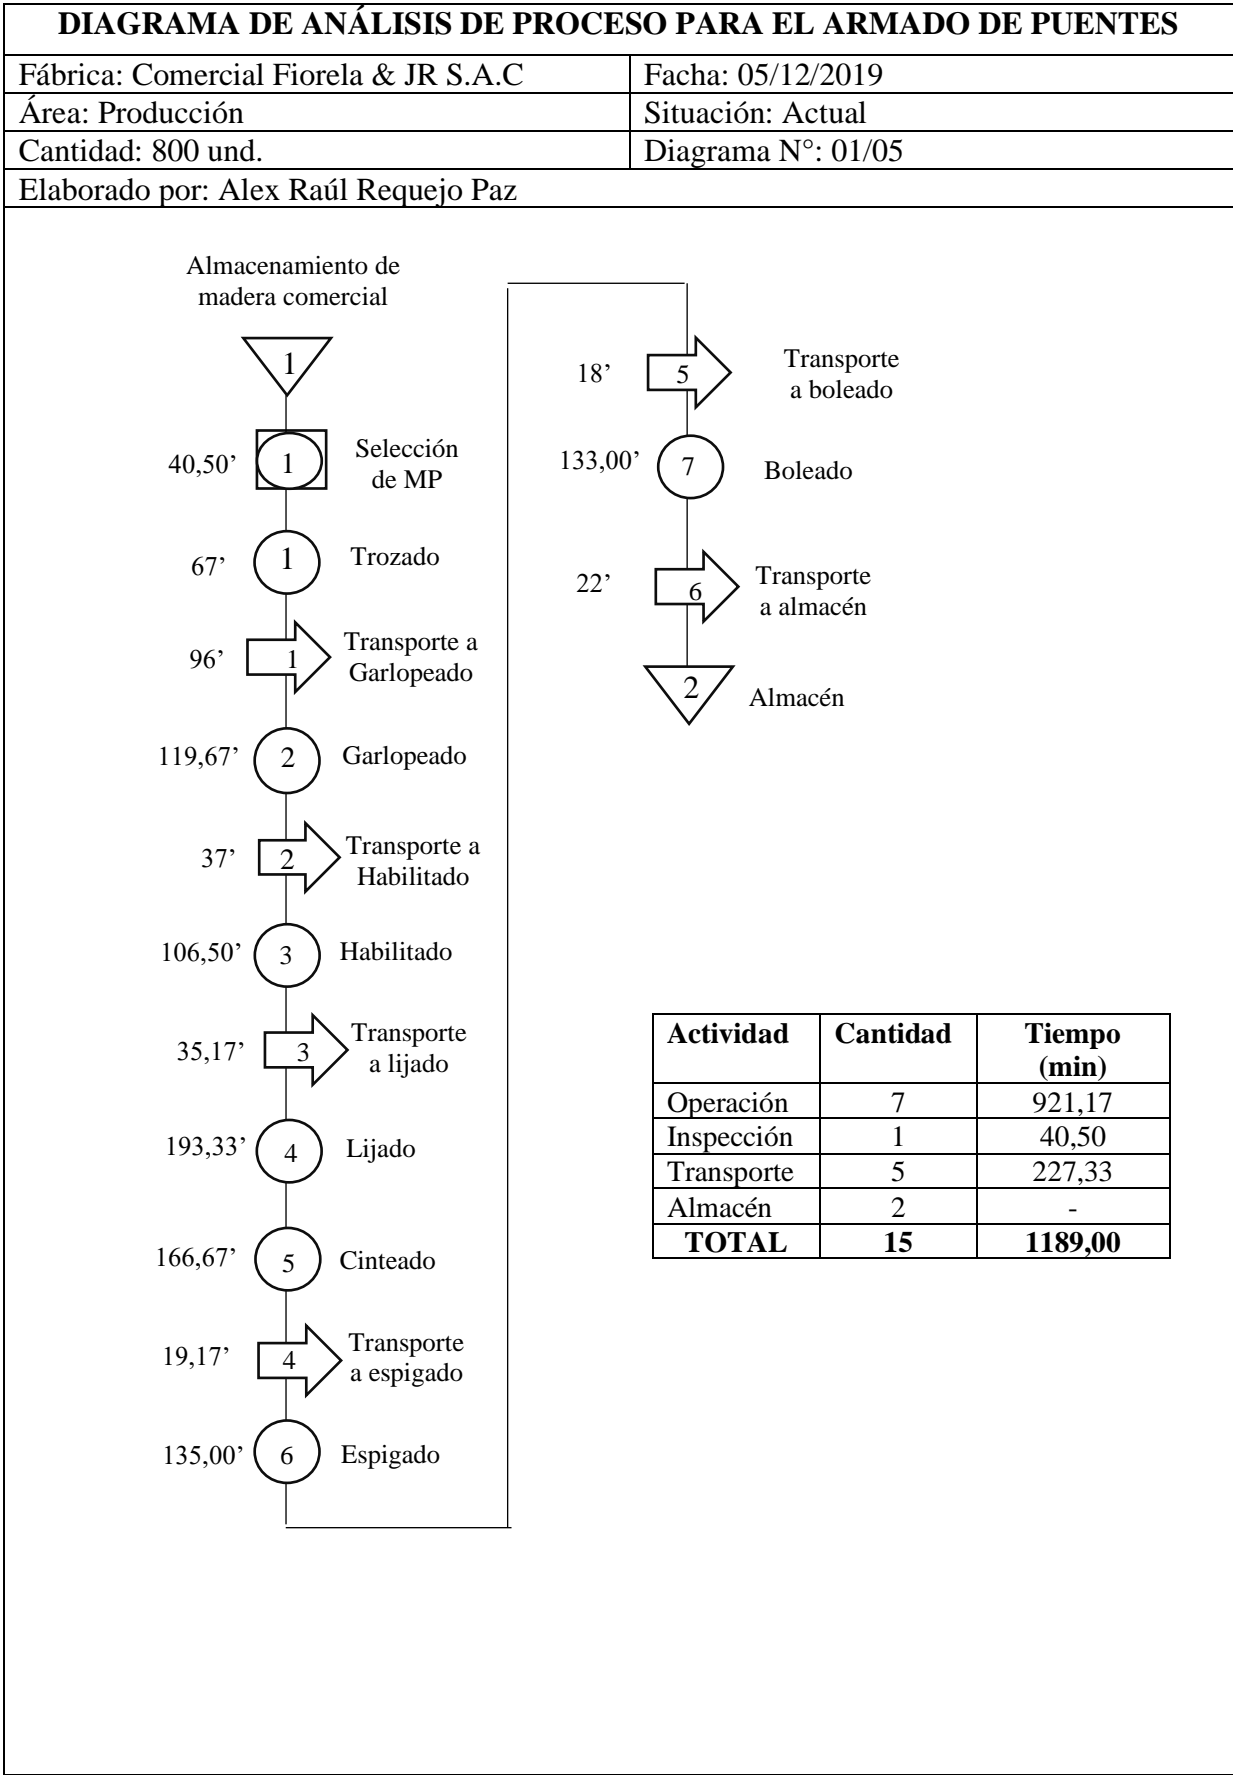 DIAGRAMA DE ANÁLISIS DE PROCESO PARA EL ARMADO DE PUENTES
Fábrica: Comercial Fiorela & JR S.A.C
Facha: 05/12/2019
Área: Producción
Situación: Actual
Cantidad: 800 und.
Diagrama N°: 01/05
Elaborado por: Alex Raúl Requejo Paz
Almacenamiento de
madera comercial
1
40,50’
1
Selección
de MP
67’
1
Trozado
96’
1
Transporte a
Garlopeado
119,67’
2
Garlopeado
37’
2
Transporte a
Habilitado
106,50’
3
Habilitado
35,17’
3
Transporte
a lijado
193,33’
4
Lijado
166,67’
5
Cinteado
19,17’
4
Transporte
a espigado
135,00’
6
Espigado
18’
5
Transporte
a boleado
133,00’
7
Boleado
22’
6
Transporte
a almacén
2
Almacén
Actividad Cantidad Tiempo
(min)
Operación 7 921,17
Inspección 1 40,50
Transporte 5 227,33
Almacén 2 -
TOTAL 15 1189,00